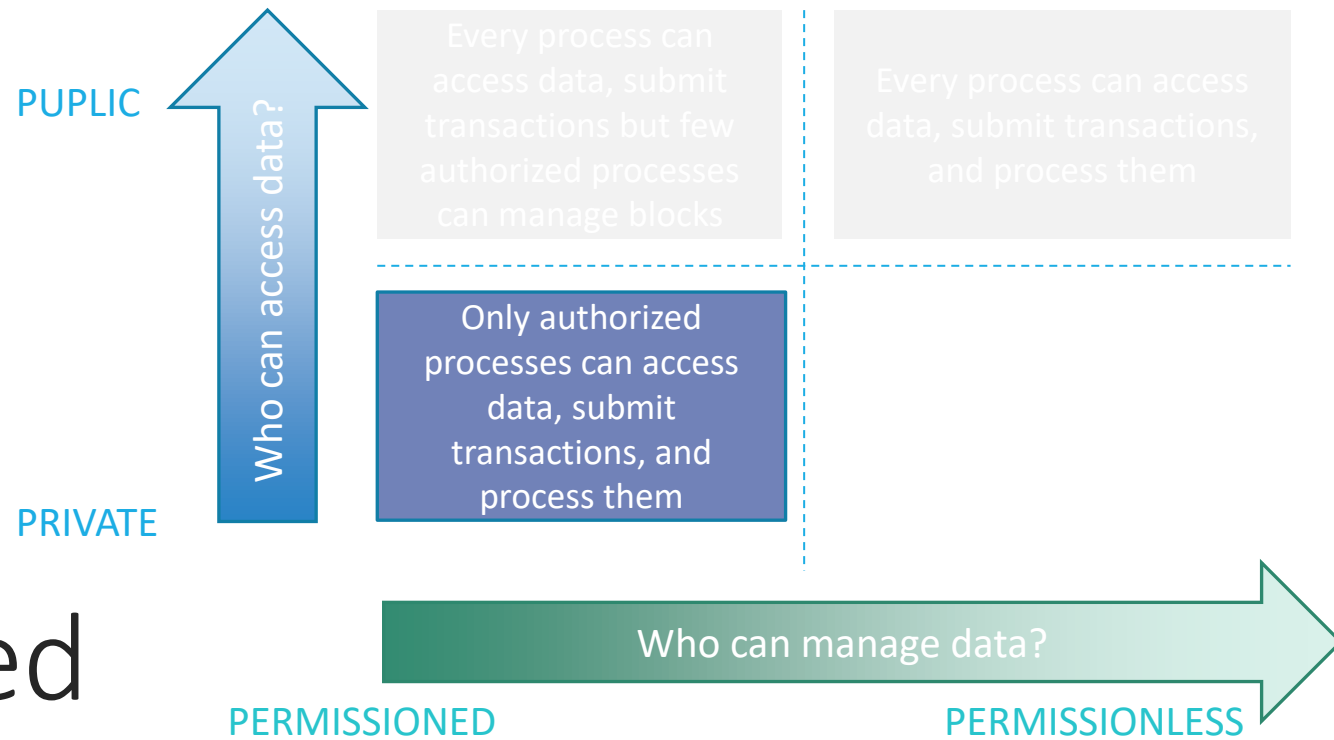 PUPLIC
Who can access data?
Every process can
access data, submit
transactions but few
authorized processes
can manage blocks
Every process can access
data, submit transactions,
and process them
Only authorized
processes can access
data, submit
transactions, and
process them
PRIVATE
ed
Who can manage data?
PERMISSIONED
PERMISSIONLESS